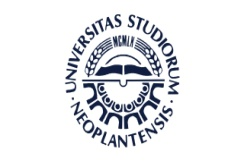 UNIVERSITAS STUDIORUM
MCMLX
· NEOPLANTENSIS ·